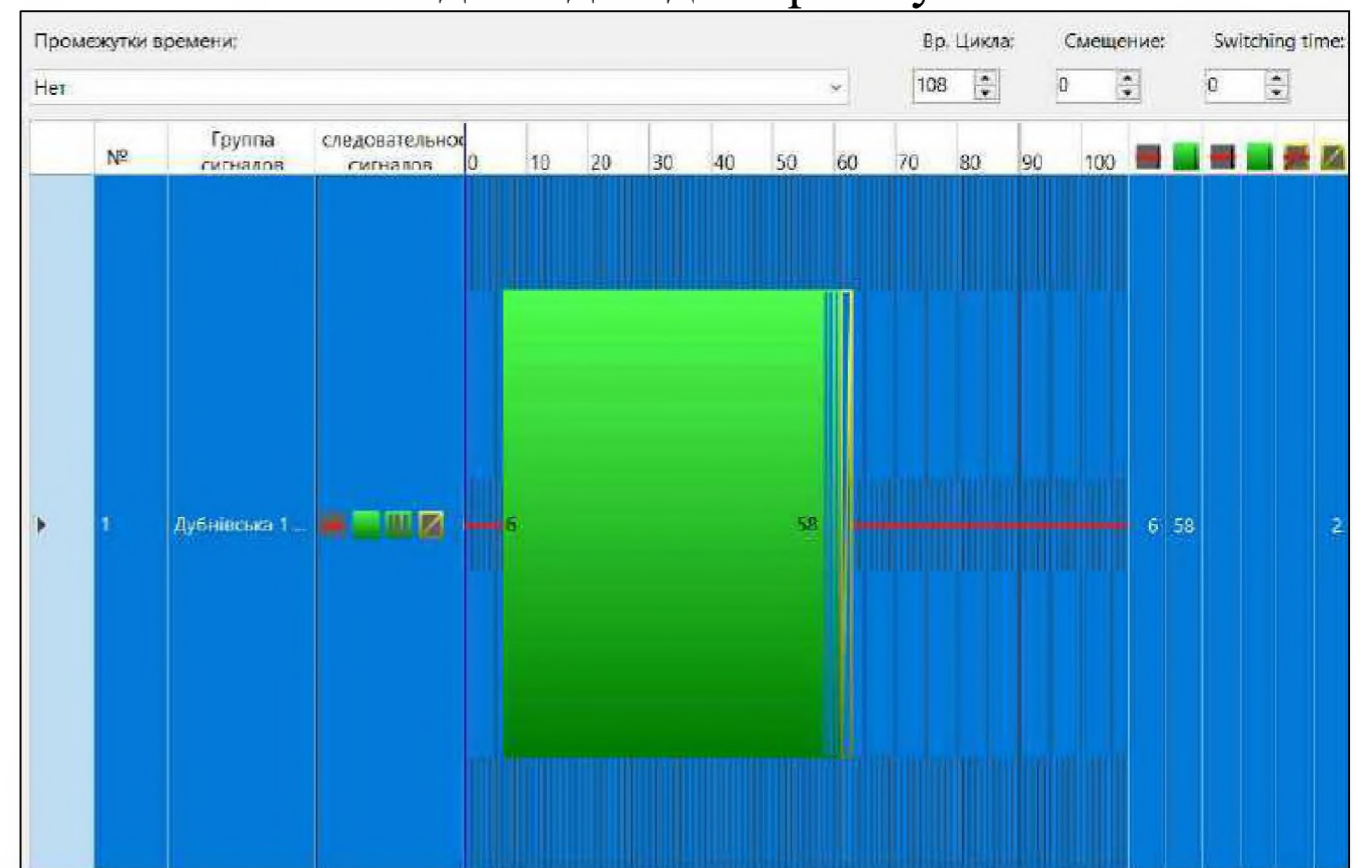 Промежутки времени:
Вр. Цикла:
Смещение:
Switching time:
Нет
108
0
0
№
Группа сигналов
следовательнос сигналов
0 10 20 30 40 50 60 70 80 90 100
1 Дубнівська 1 ... 6 58 6 58 2